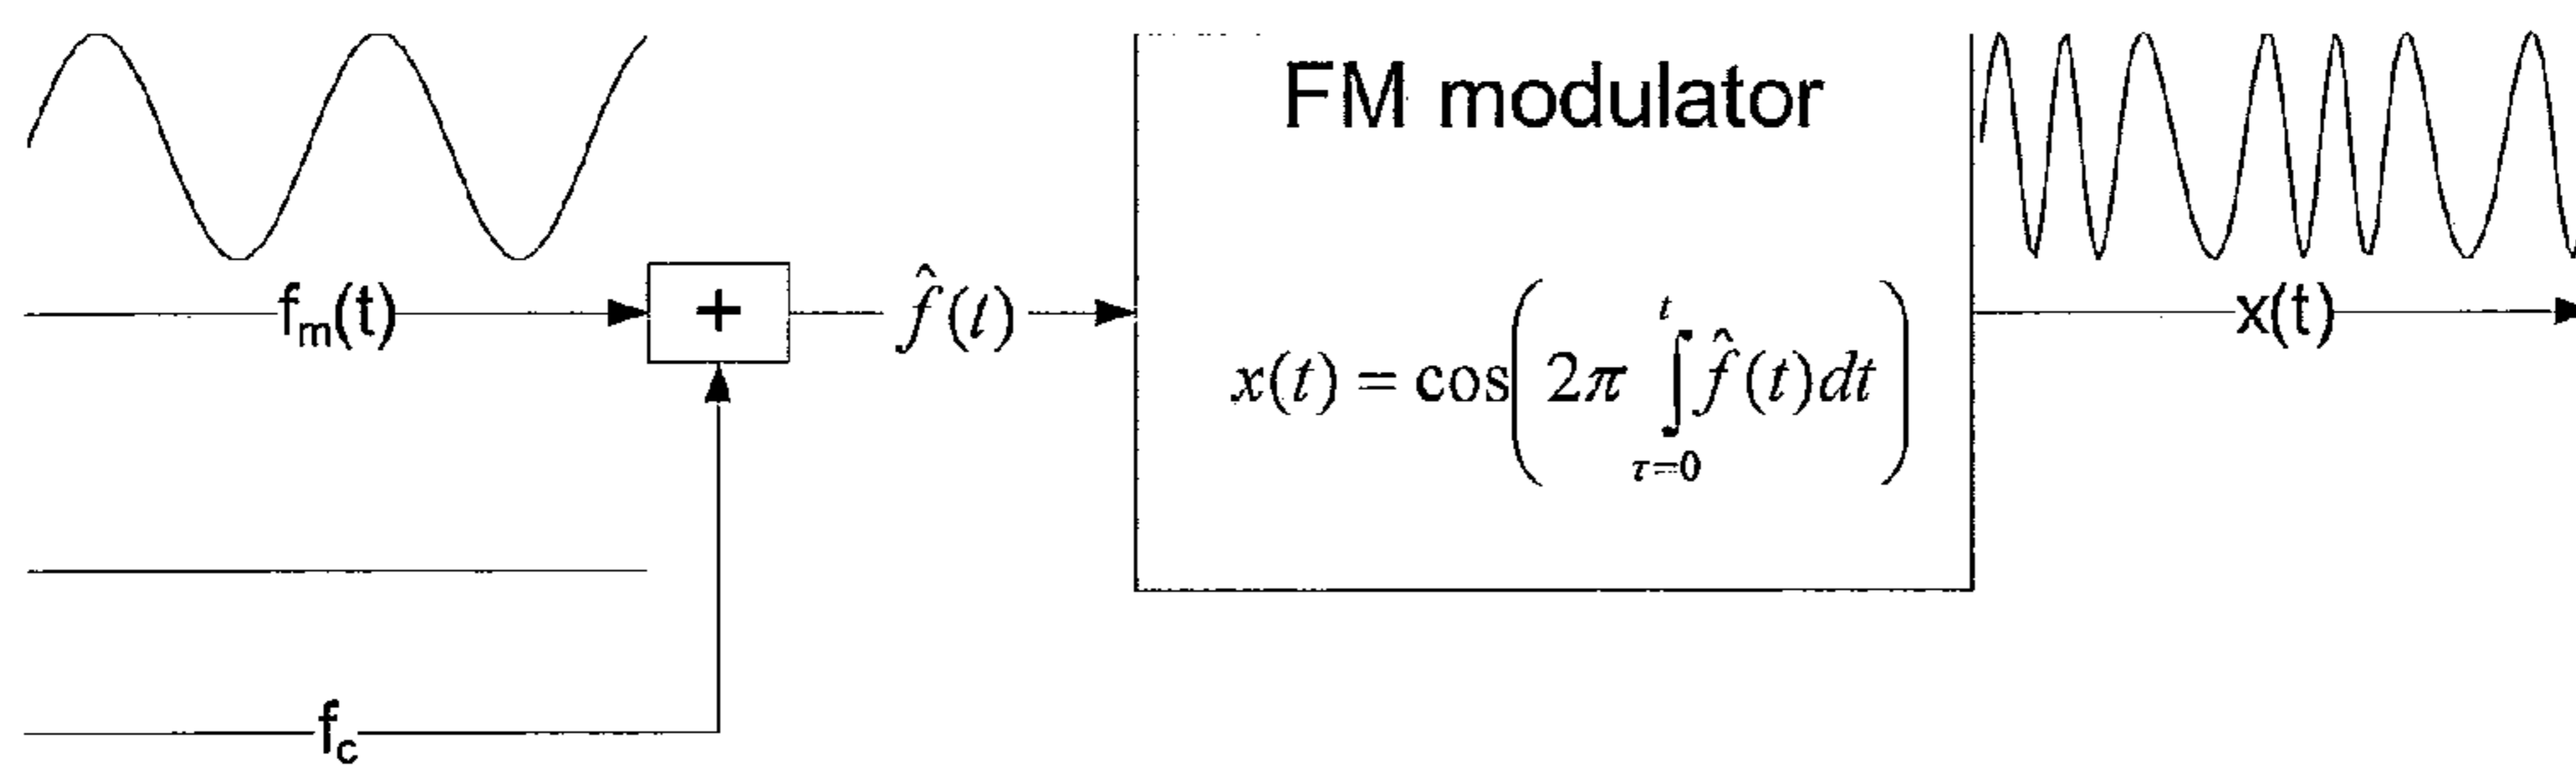 FM modulator
f_m(t)
+
f̂(t)
x(t) = cos( 2π ∫_{τ=0}^{t} f̂(t)dt )
x(t)
f_c